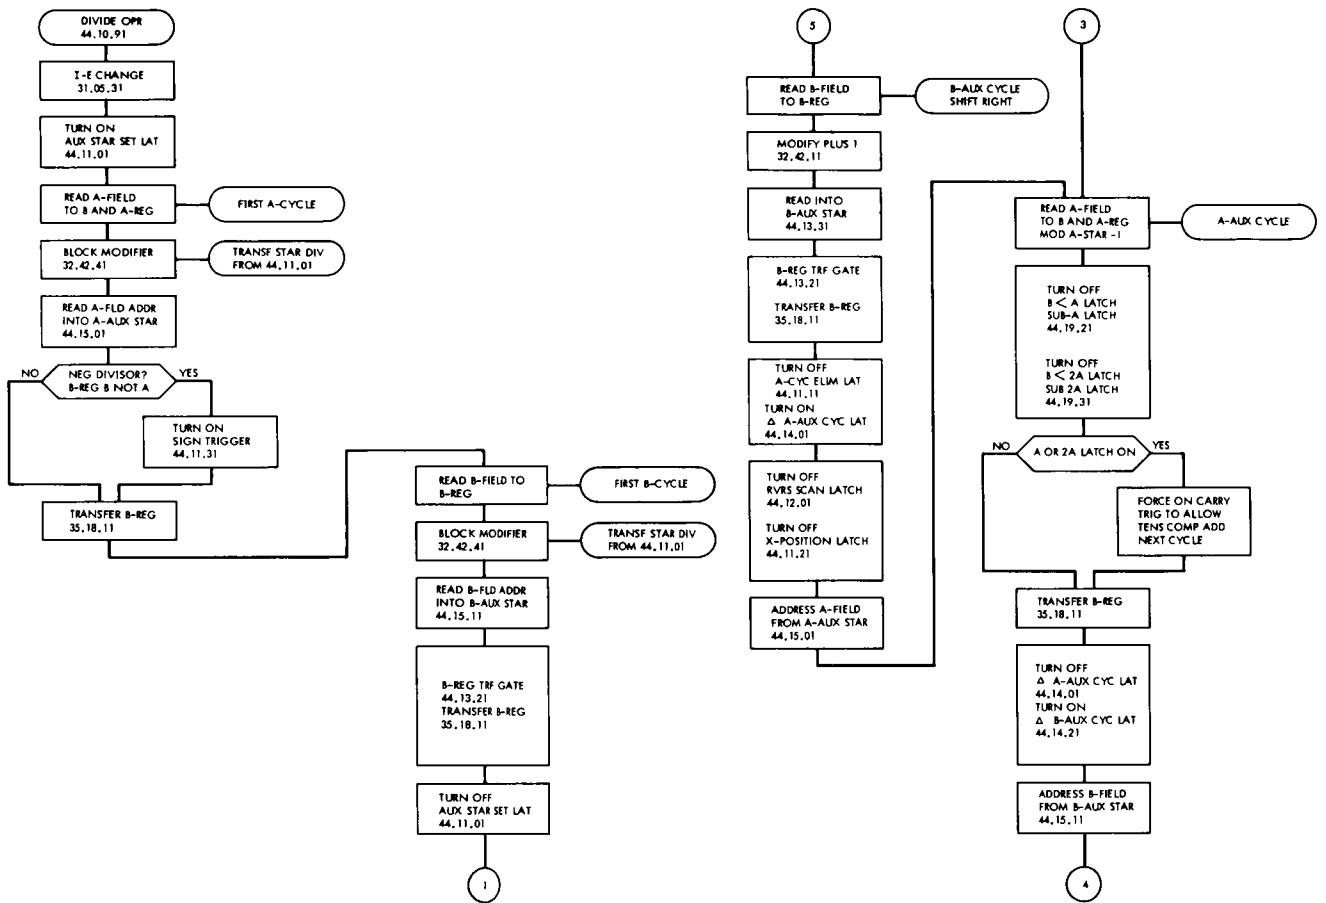 DIVIDE OPR
44.10.91
I-E CHANGE
31.05.31
TURN ON
AUX STAR SET LAT
44.11.01
READ A-FIELD
TO B AND A-REG
FIRST A-CYCLE
BLOCK MODIFIER
32.42.41
TRANSF STAR DIV
FROM 44.11.01
READ A-FLD ADDR
INTO A-AUX STAR
44.15.01
NO
NEG DIVISOR?
B-REG B NOT A
YES
TURN ON
SIGN TRIGGER
44.11.31
TRANSFER B-REG
35.18.11
READ B-FIELD TO
B-REG
FIRST B-CYCLE
BLOCK MODIFIER
32.42.41
TRANSF STAR DIV
FROM 44.11.01
READ B-FLD ADDR
INTO B-AUX STAR
44.15.11
B-REG TRF GATE
44.13.21
TRANSFER B-REG
35.18.11
TURN OFF
AUX STAR SET LAT
44.11.01
1
5
READ B-FIELD
TO B-REG
B-AUX CYCLE
SHIFT RIGHT
MODIFY PLUS 1
32.42.11
READ INTO
B-AUX STAR
44.13.31
B-REG TRF GATE
44.13.21
TRANSFER B-REG
35.18.11
TURN OFF
A-CYC ELIM LAT
44.11.11
TURN ON
Δ A-AUX CYC LAT
44.14.01
TURN OFF
RVRS SCAN LATCH
44.12.01
TURN OFF
X-POSITION LATCH
44.11.21
ADDRESS A-FIELD
FROM A-AUX STAR
44.15.01
3
READ A-FIELD
TO B AND A-REG
MOD A-STAR -1
A-AUX CYCLE
TURN OFF
B < A LATCH
SUB-A LATCH
44.19.21
TURN OFF
B < 2A LATCH
SUB 2A LATCH
44.19.31
NO
A OR 2A LATCH ON
YES
FORCE ON CARRY
TRIG TO ALLOW
TENS COMP ADD
NEXT CYCLE
TRANSFER B-REG
35.18.11
TURN OFF
Δ A-AUX CYC LAT
44.14.01
TURN ON
Δ B-AUX CYC LAT
44.14.21
ADDRESS B-FIELD
FROM B-AUX STAR
44.15.11
4